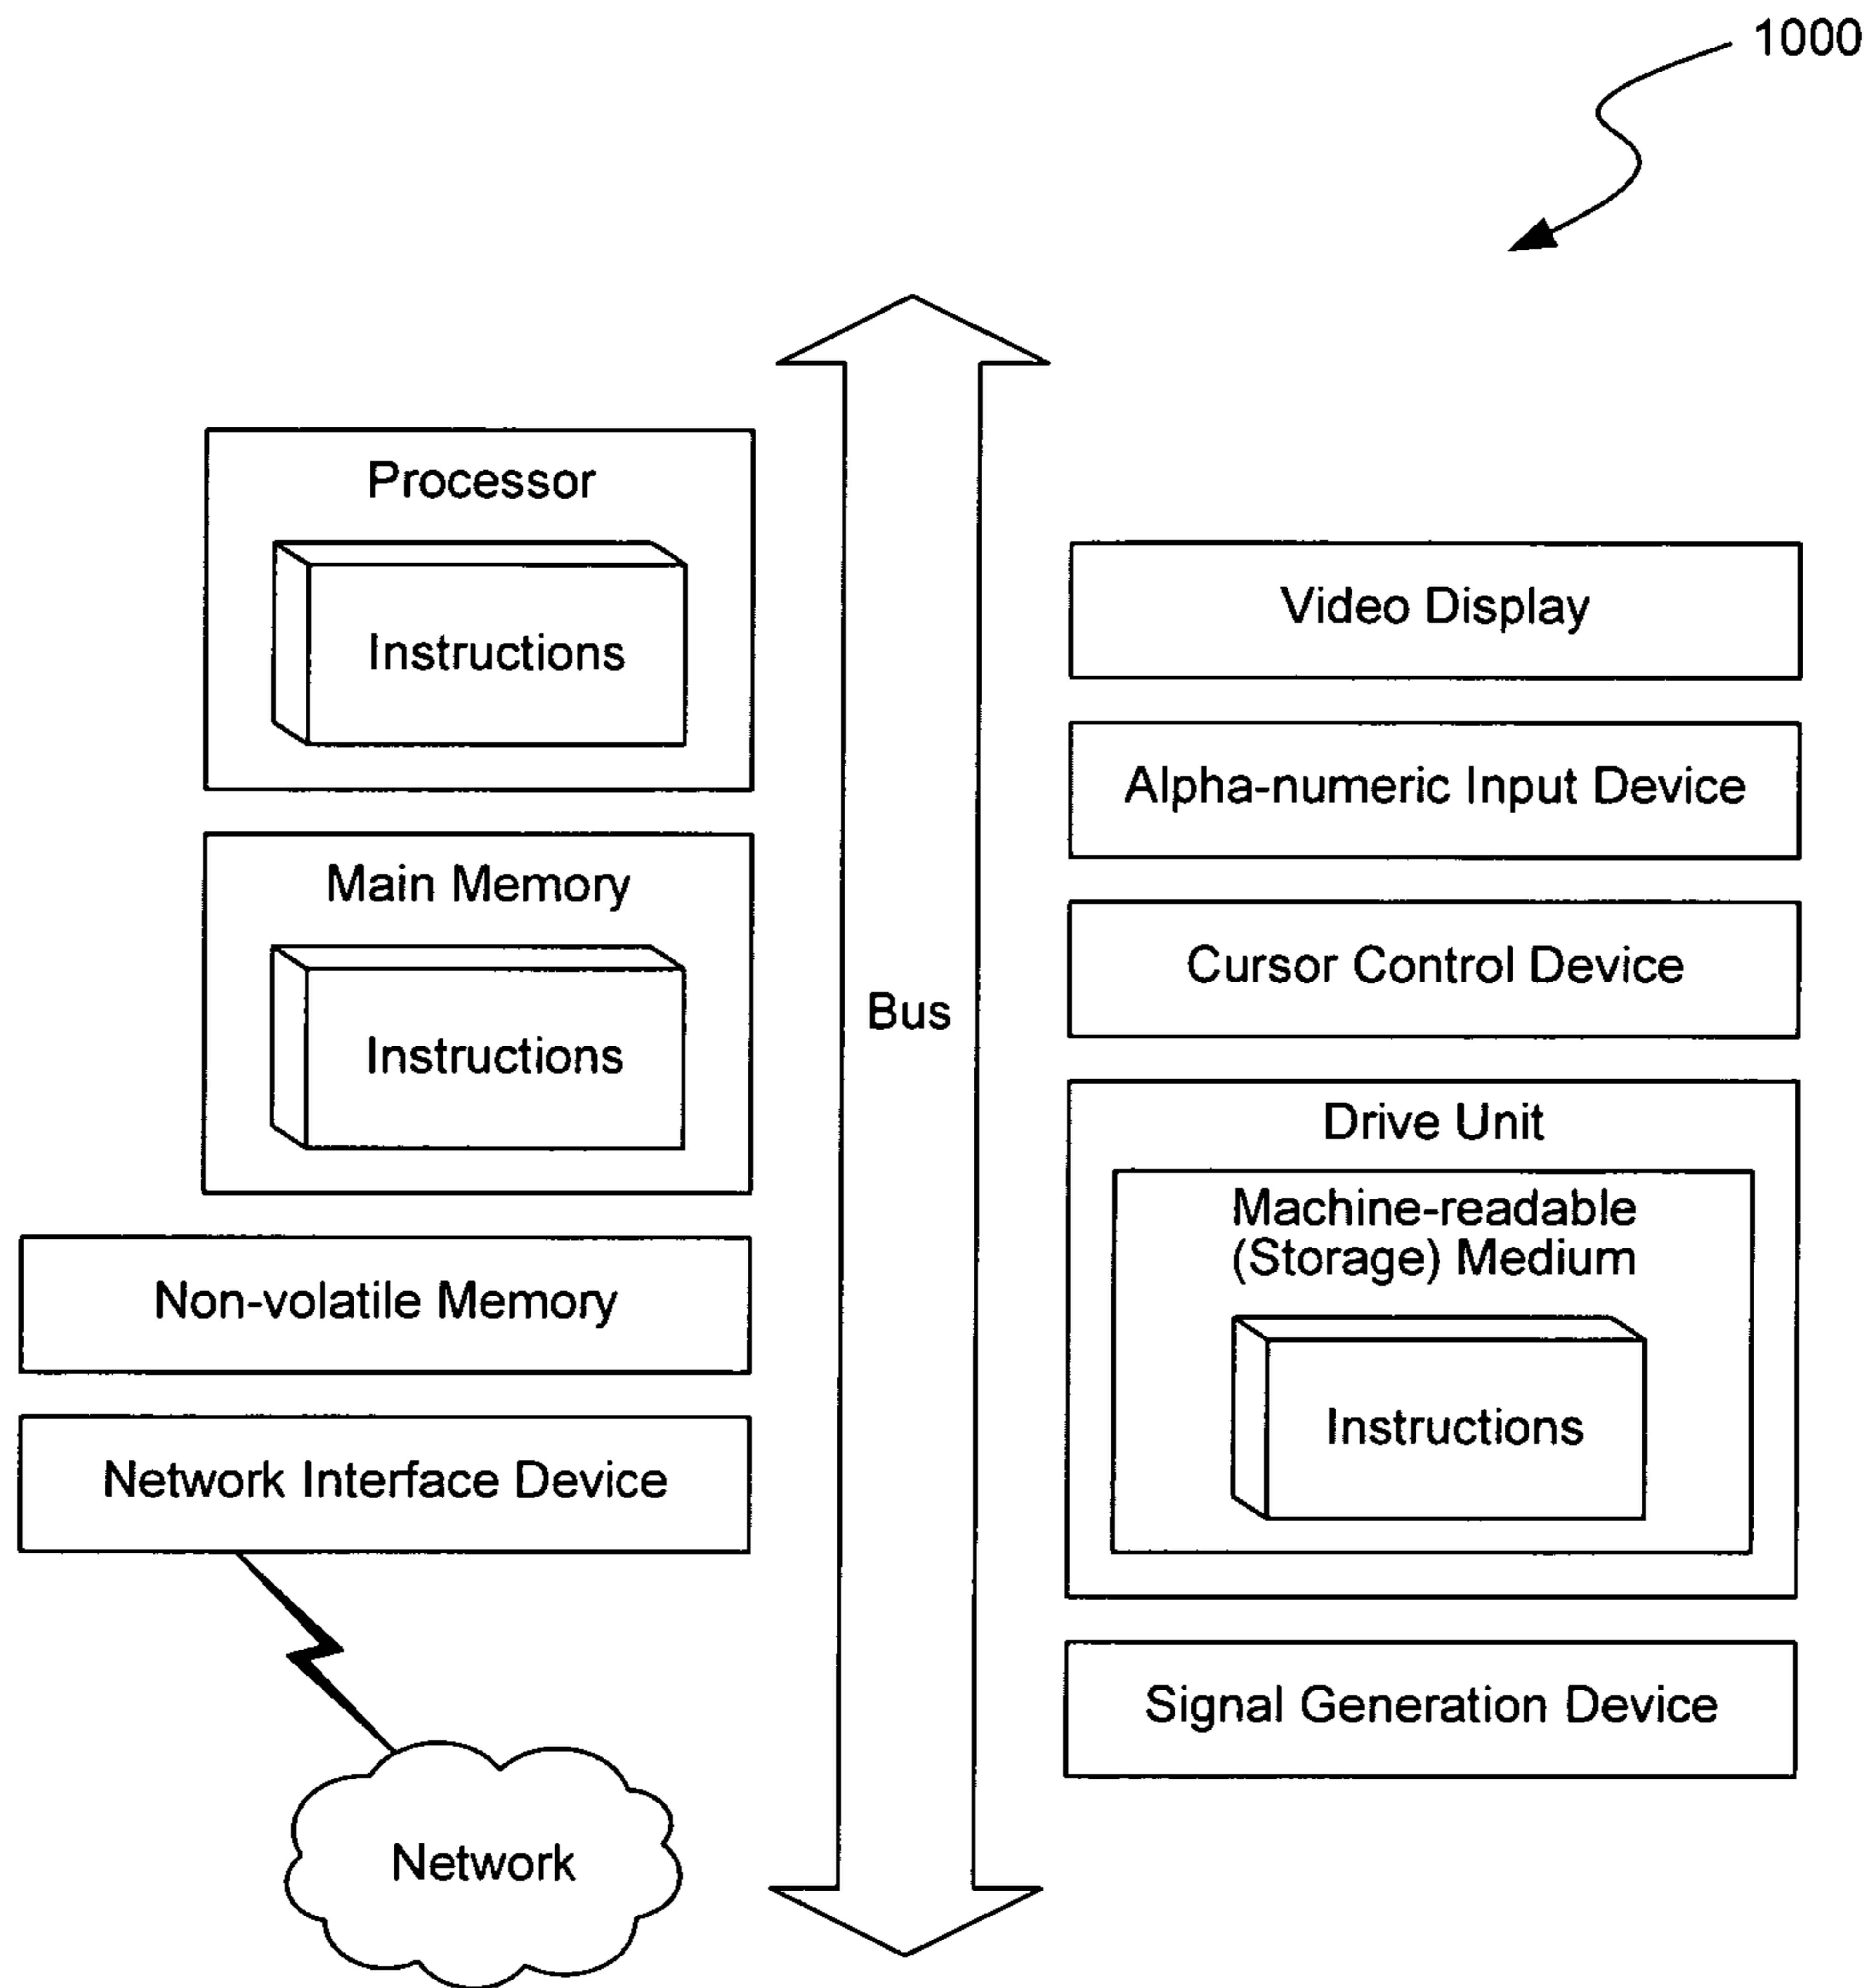 1000
Processor
Instructions
Main Memory
Instructions
Non-volatile Memory
Network Interface Device
Network
Bus
Video Display
Alpha-numeric Input Device
Cursor Control Device
Drive Unit
Machine-readable
(Storage) Medium
Instructions
Signal Generation Device